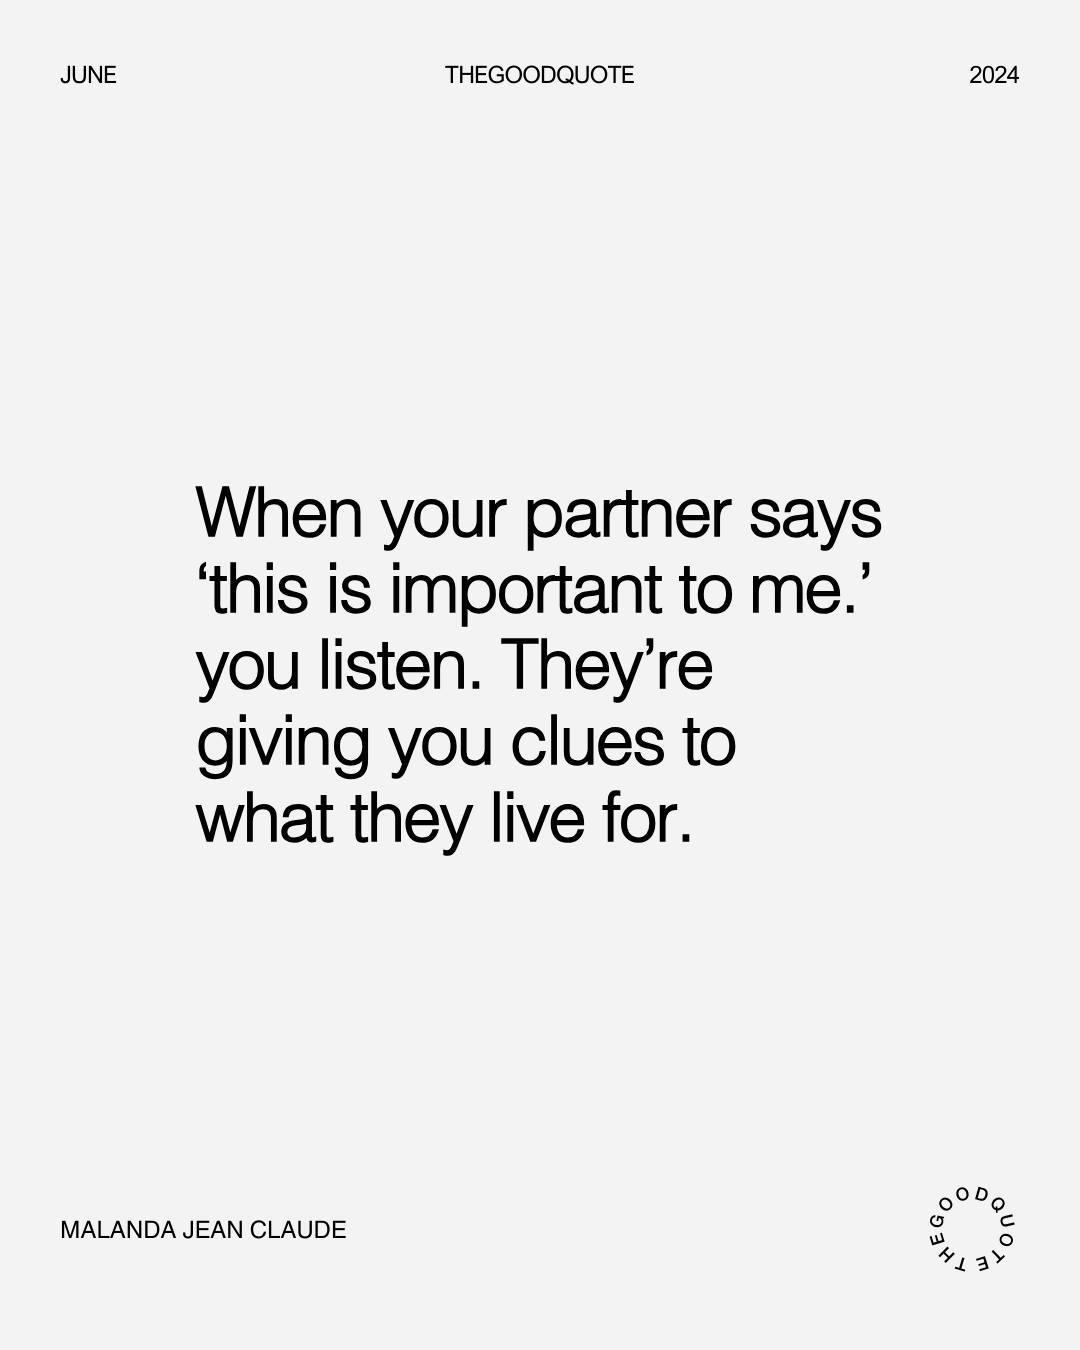 JUNE THEGOODQUOTE 2024
When your partner says
‘this is important to me.’
you listen. They’re
giving you clues to
what they live for.
MALANDA JEAN CLAUDE
THEGOODQUOTE